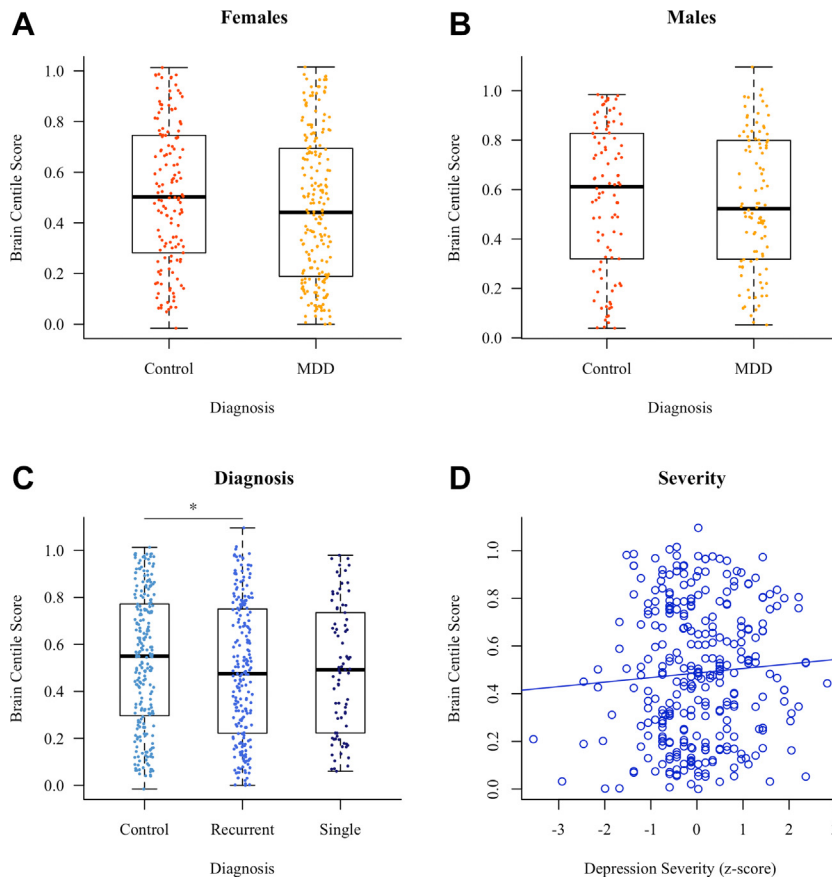 A
Females
Brain Centile Score
1.0
0.8
0.6
0.4
0.2
0.0
Control
MDD
Diagnosis
B
Males
Brain Centile Score
1.0
0.8
0.6
0.4
0.2
0.0
Control
MDD
Diagnosis
C
Diagnosis
*
Brain Centile Score
1.0
0.8
0.6
0.4
0.2
0.0
Control
Recurrent
Single
Diagnosis
D
Severity
Brain Centile Score
1.0
0.8
0.6
0.4
0.2
0.0
-3
-2
-1
0
1
2
Depression Severity (z-score)